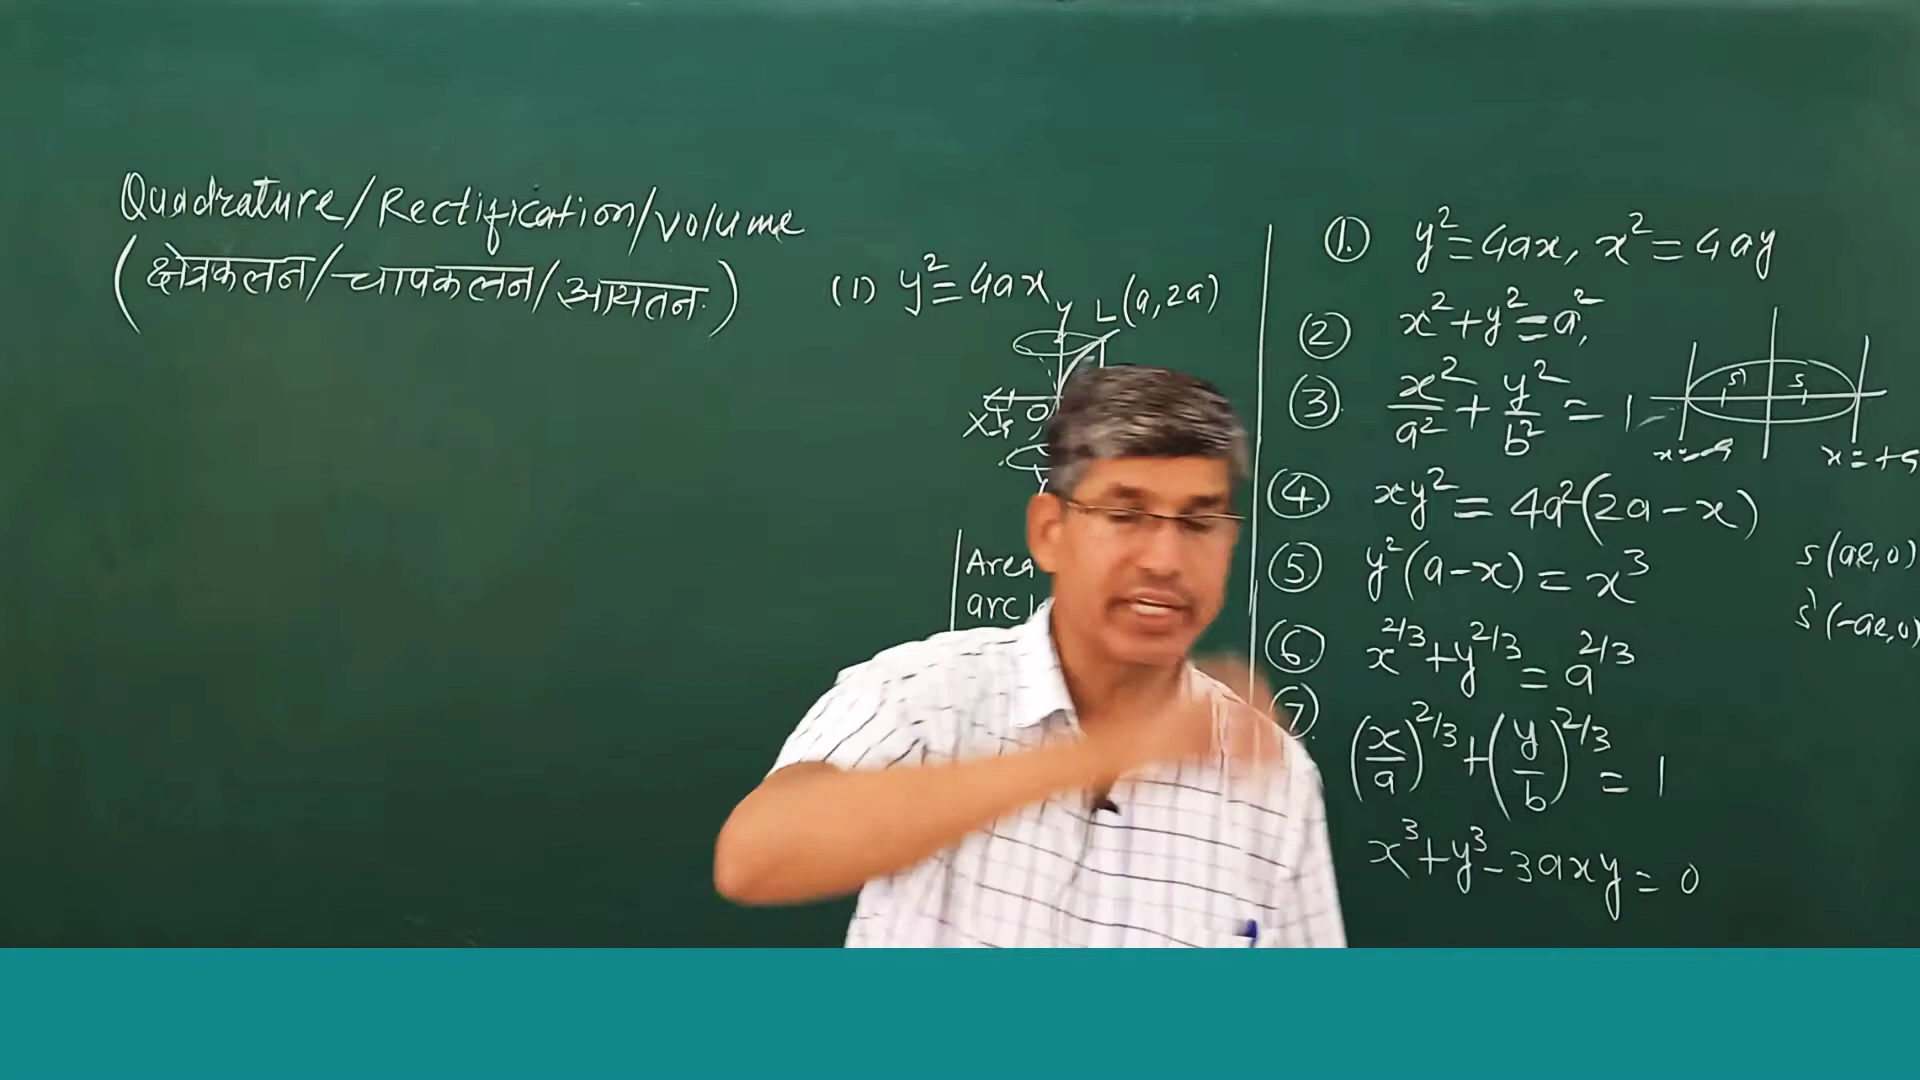 Quadrature/Rectification/volume
(क्षेत्रकलन/चापकलन/आयतन)
(1) y²=4ax
Y L(a,2a)
X' O
Area
arc
①. y²=4ax, x²=4ay
② x²+y²=a²,
③. x²/a² + y²/b² = 1
S' S
x=-a x=+a
④. xy²=4a²(2a-x)
⑤. y²(a-x)=x³
S(ae,0)
S'(-ae,0)
⑥. x^2/3+y^2/3=a^2/3
⑦. (x/a)^2/3+(y/b)^2/3=1
x³+y³-3axy=0